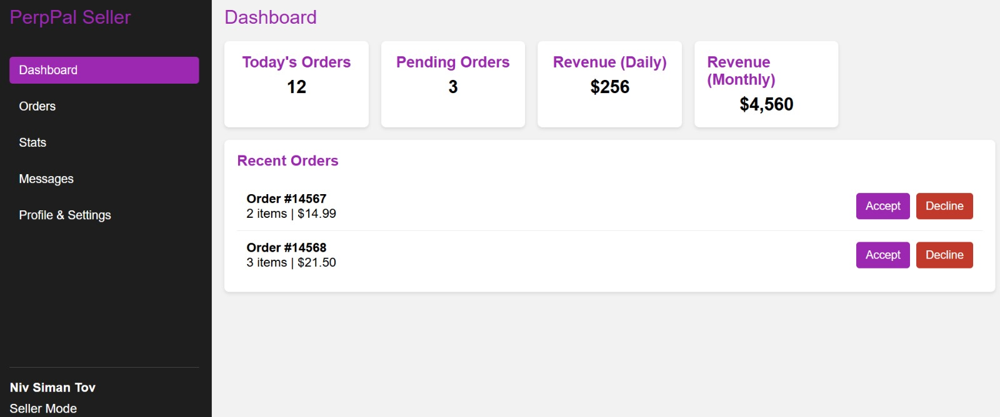 PerpPal Seller
Dashboard
Orders
Stats
Messages
Profile & Settings
Niv Siman Tov
Seller Mode
Dashboard
Today's Orders
12
Pending Orders
3
Revenue (Daily)
$256
Revenue
(Monthly)
$4,560
Recent Orders
Order #14567
2 items | $14.99
Accept
Decline
Order #14568
3 items | $21.50
Accept
Decline